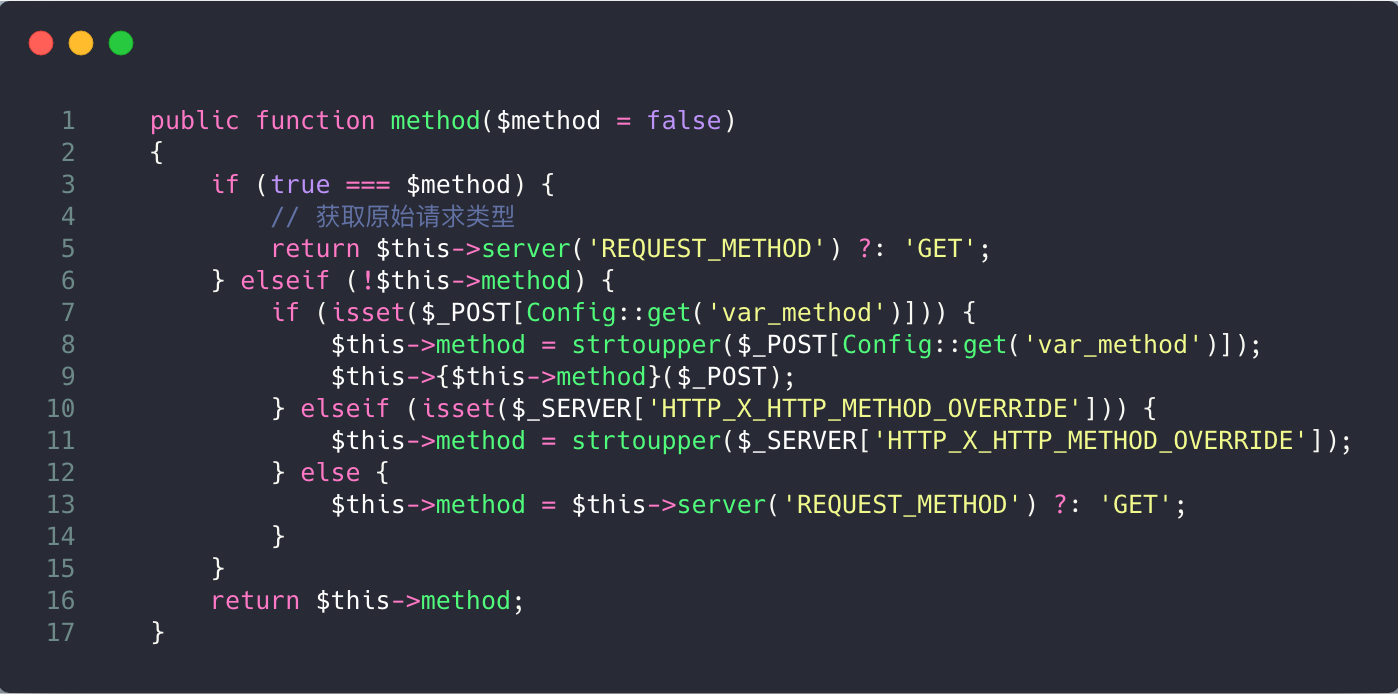 1 public function method($method = false)
2 {
3 if (true === $method) {
4 // 获取原始请求类型
5 return $this->server('REQUEST_METHOD') ?: 'GET';
6 } elseif (!$this->method) {
7 if (isset($_POST[Config::get('var_method')])) {
8 $this->method = strtoupper($_POST[Config::get('var_method')]);
9 $this->{$this->method}($_POST);
10 } elseif (isset($_SERVER['HTTP_X_HTTP_METHOD_OVERRIDE'])) {
11 $this->method = strtoupper($_SERVER['HTTP_X_HTTP_METHOD_OVERRIDE']);
12 } else {
13 $this->method = $this->server('REQUEST_METHOD') ?: 'GET';
14 }
15 }
16 return $this->method;
17 }